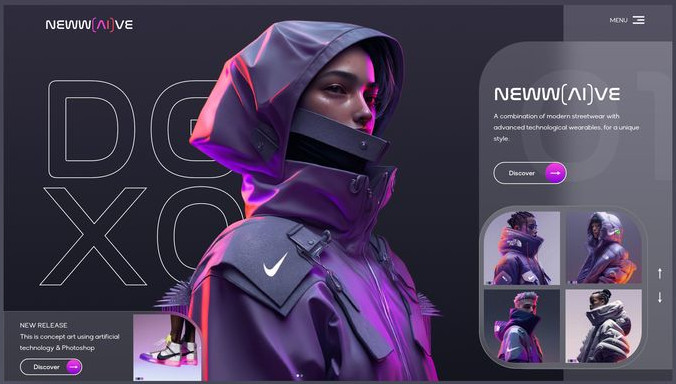 NEWW(AI)VE
MENU
DO
XO
01
NEWW(AI)VE
A combination of modern streetwear with
advanced technological wearables, for a unique
style.
Discover
NEW RELEASE
This is concept art using artificial
technology & Photoshop
Discover